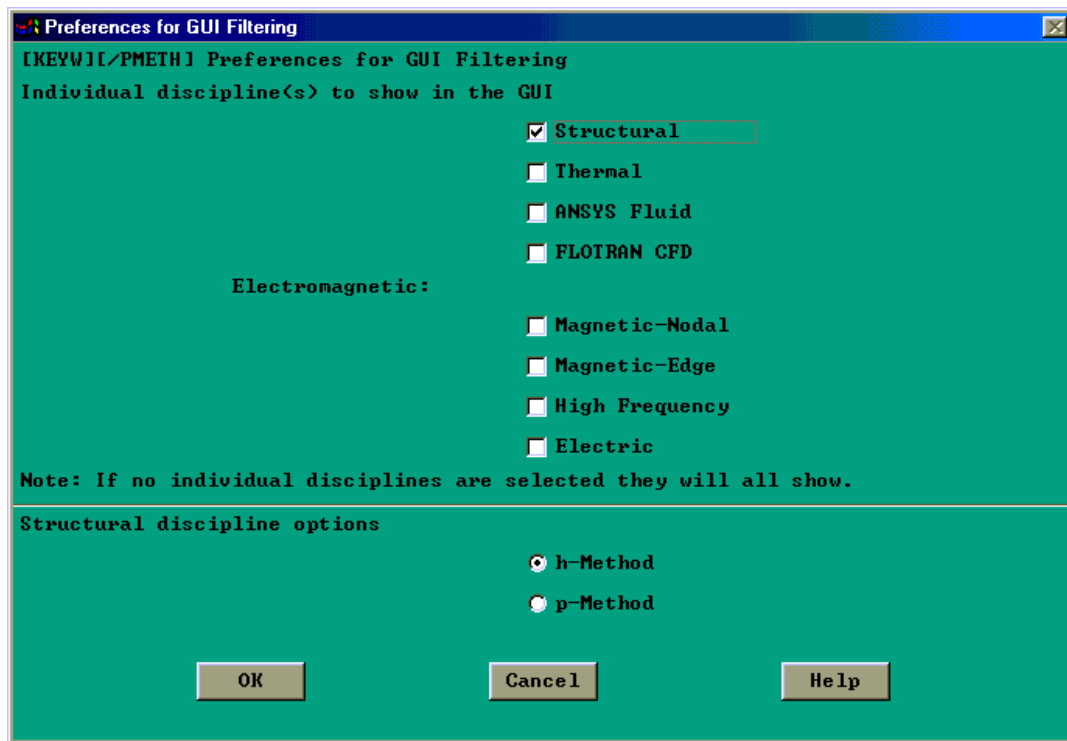 Preferences for GUI Filtering
[KEYW][/PMETH] Preferences for GUI Filtering
Individual discipline(s) to show in the GUI
Structural
Thermal
ANSYS Fluid
FLOTRAN CFD
Electromagnetic:
Magnetic-Nodal
Magnetic-Edge
High Frequency
Electric
Note: If no individual disciplines are selected they will all show.
Structural discipline options
h-Method
p-Method
OK Cancel Help